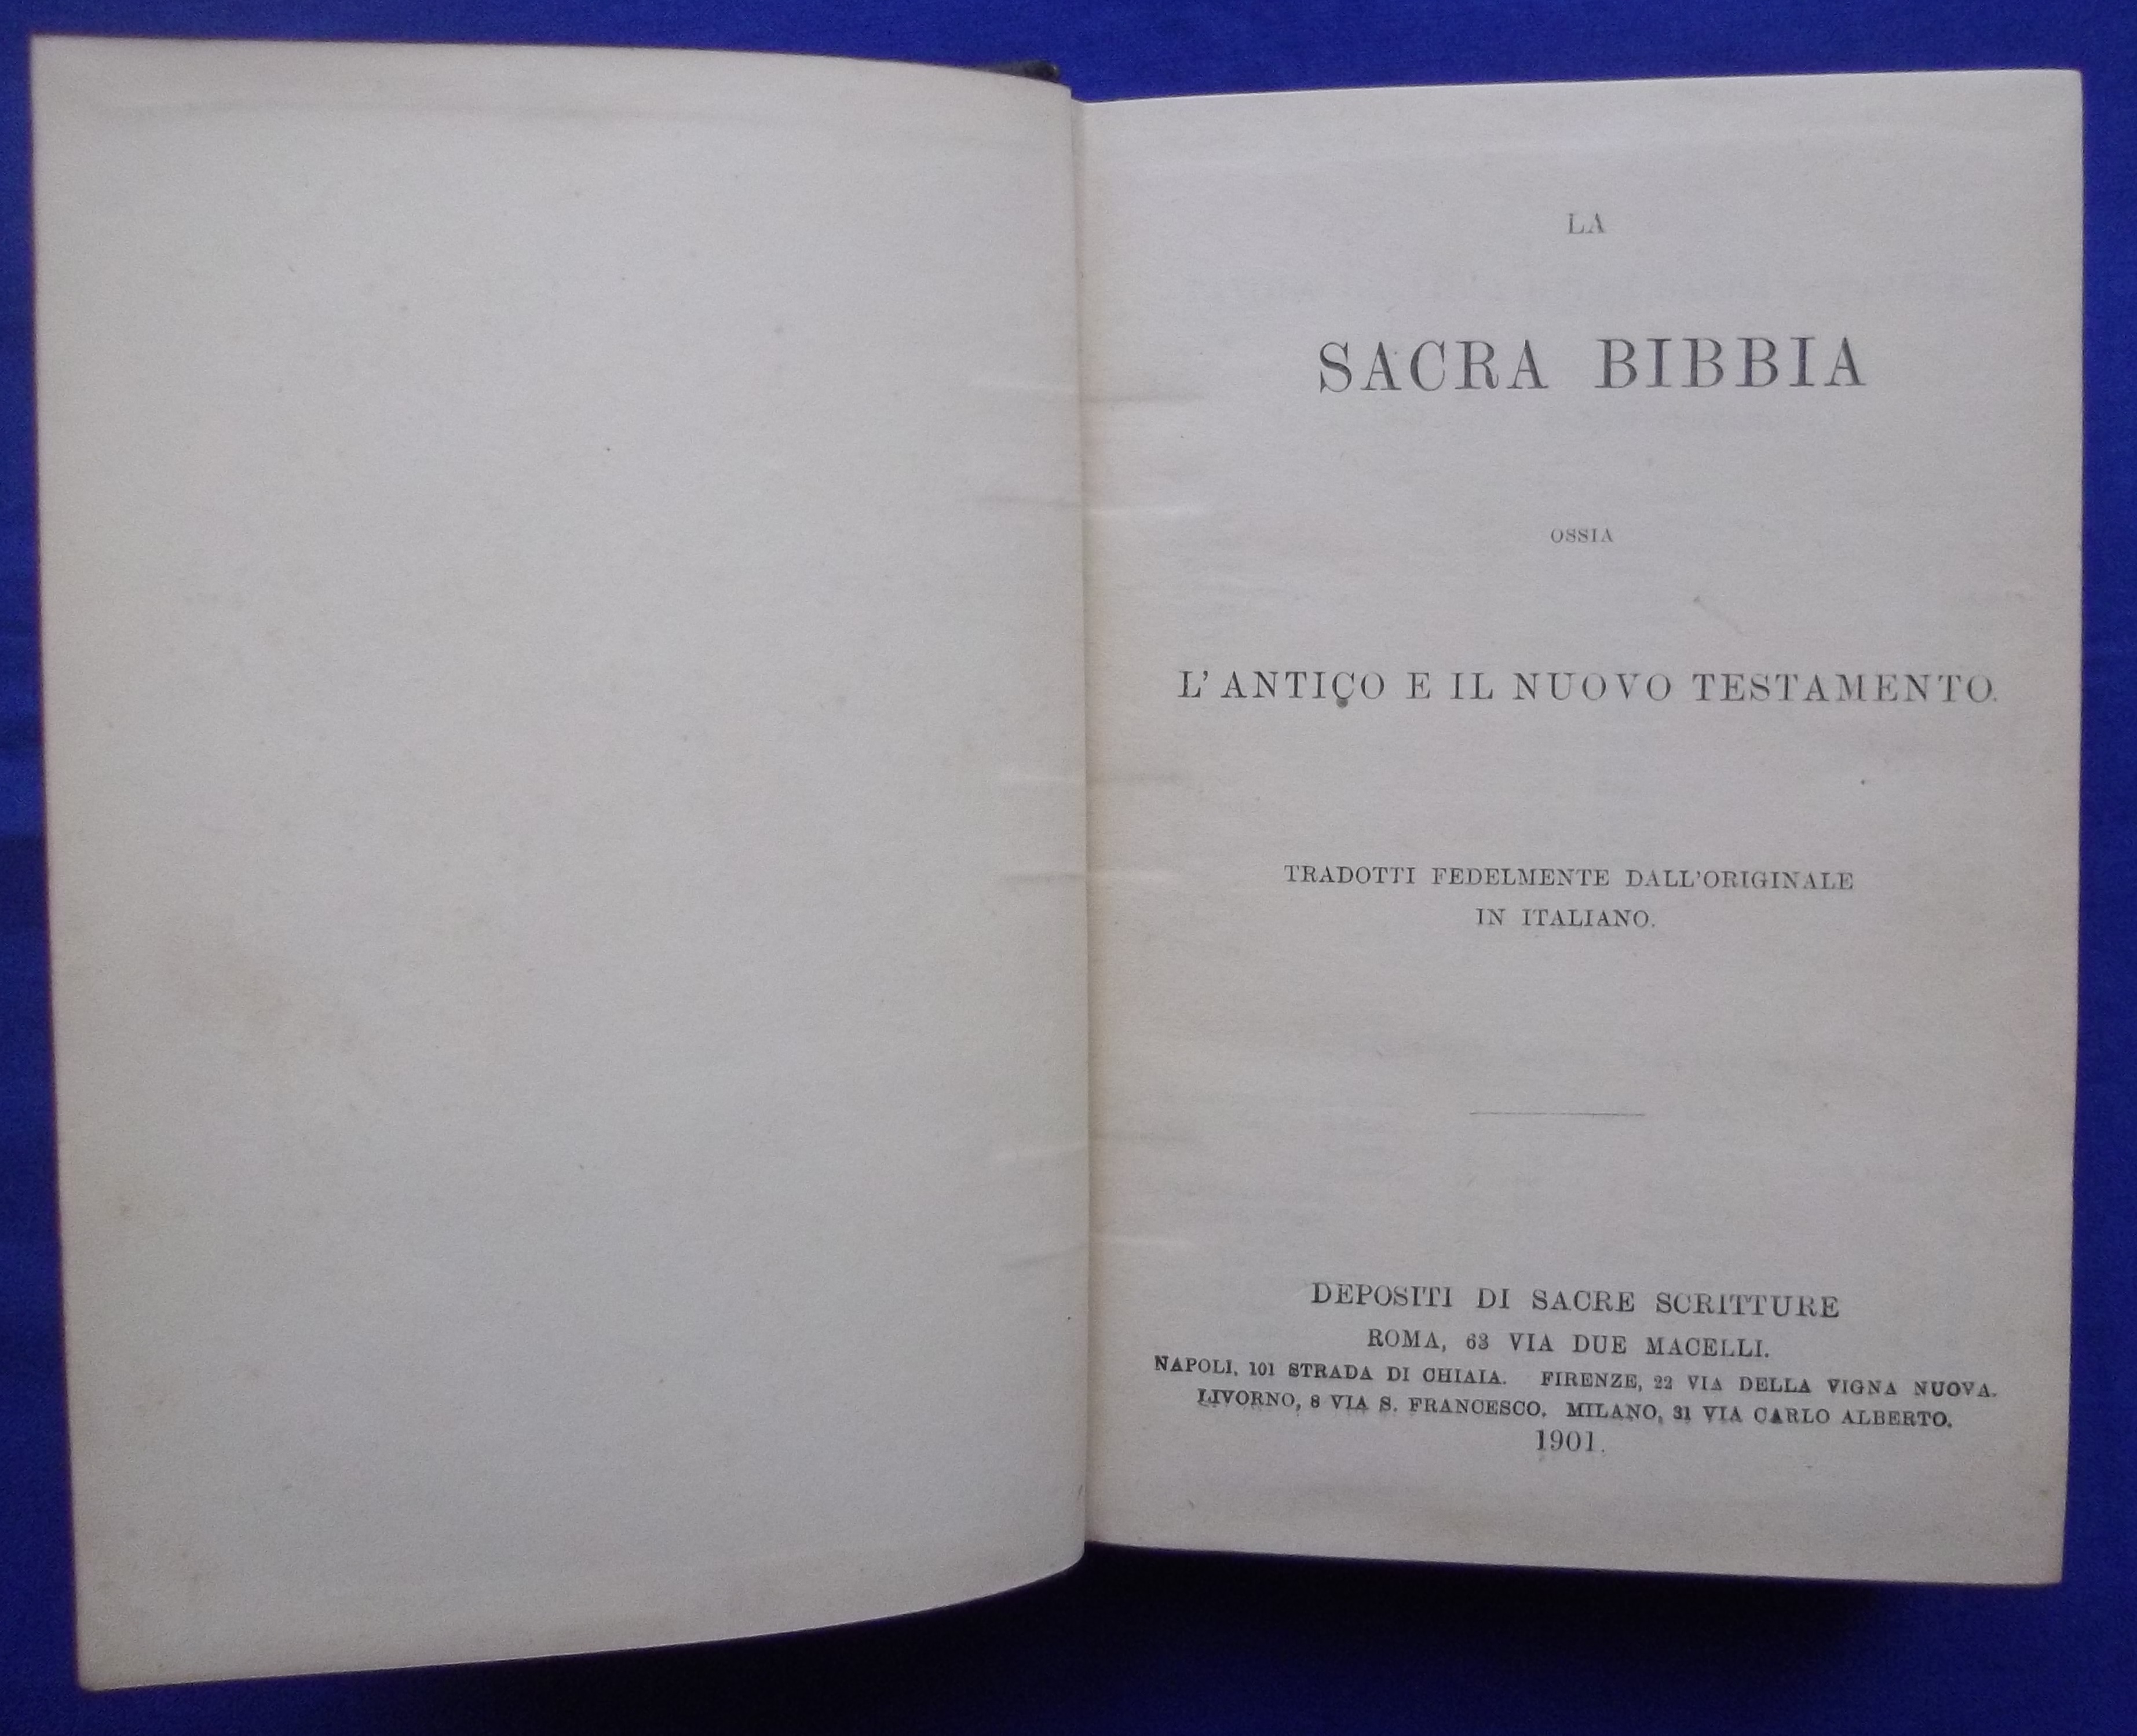 LA
SACRA BIBBIA
OSSIA
L' ANTICO E IL NUOVO TESTAMENTO.
TRADOTTI FEDELMENTE DALL'ORIGINALE
IN ITALIANO.
DEPOSITI DI SACRE SCRITTURE
ROMA, 63 VIA DUE MACELLI.
NAPOLI, 101 STRADA DI CHIAIA. FIRENZE, 22 VIA DELLA VIGNA NUOVA.
LIVORNO, 8 VIA S. FRANCESCO. MILANO, 31 VIA CARLO ALBERTO.
1901.